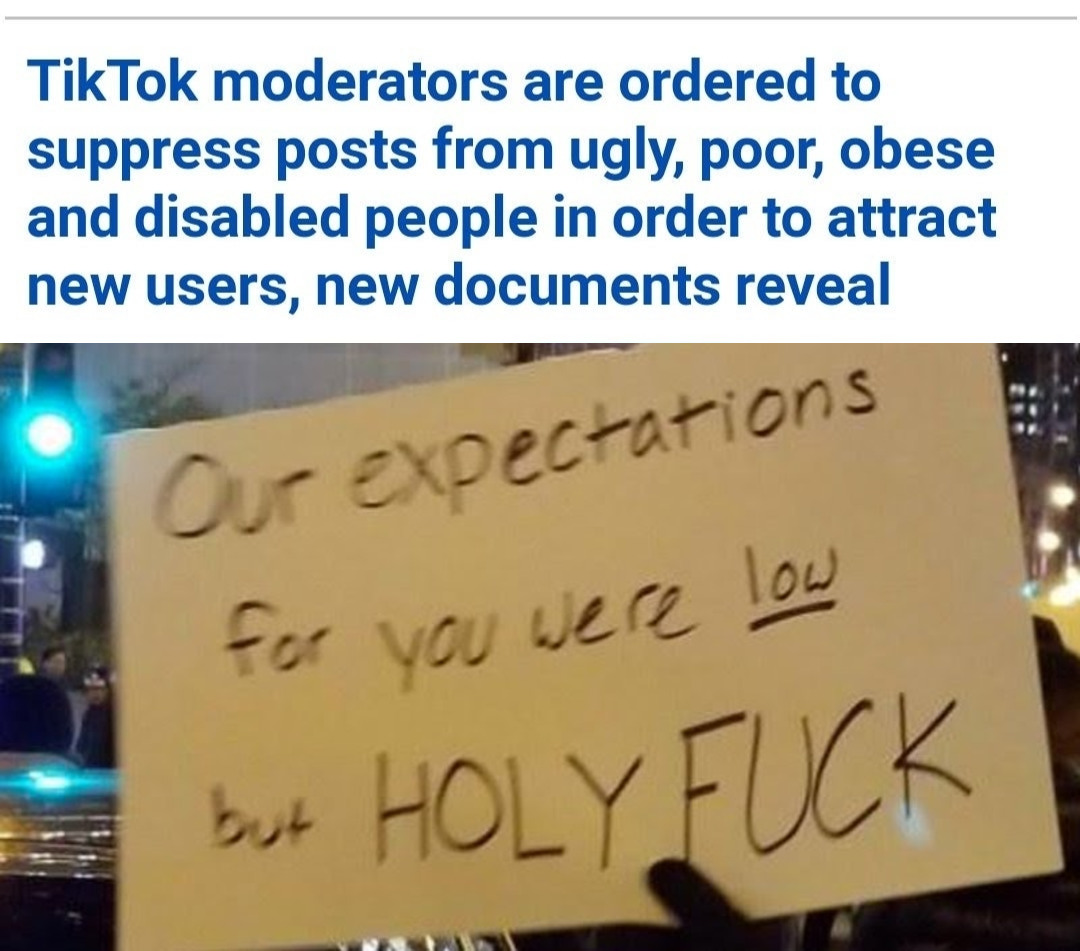 TikTok moderators are ordered to
suppress posts from ugly, poor, obese
and disabled people in order to attract
new users, new documents reveal
Our expectations
for you were low
but HOLY FUCK